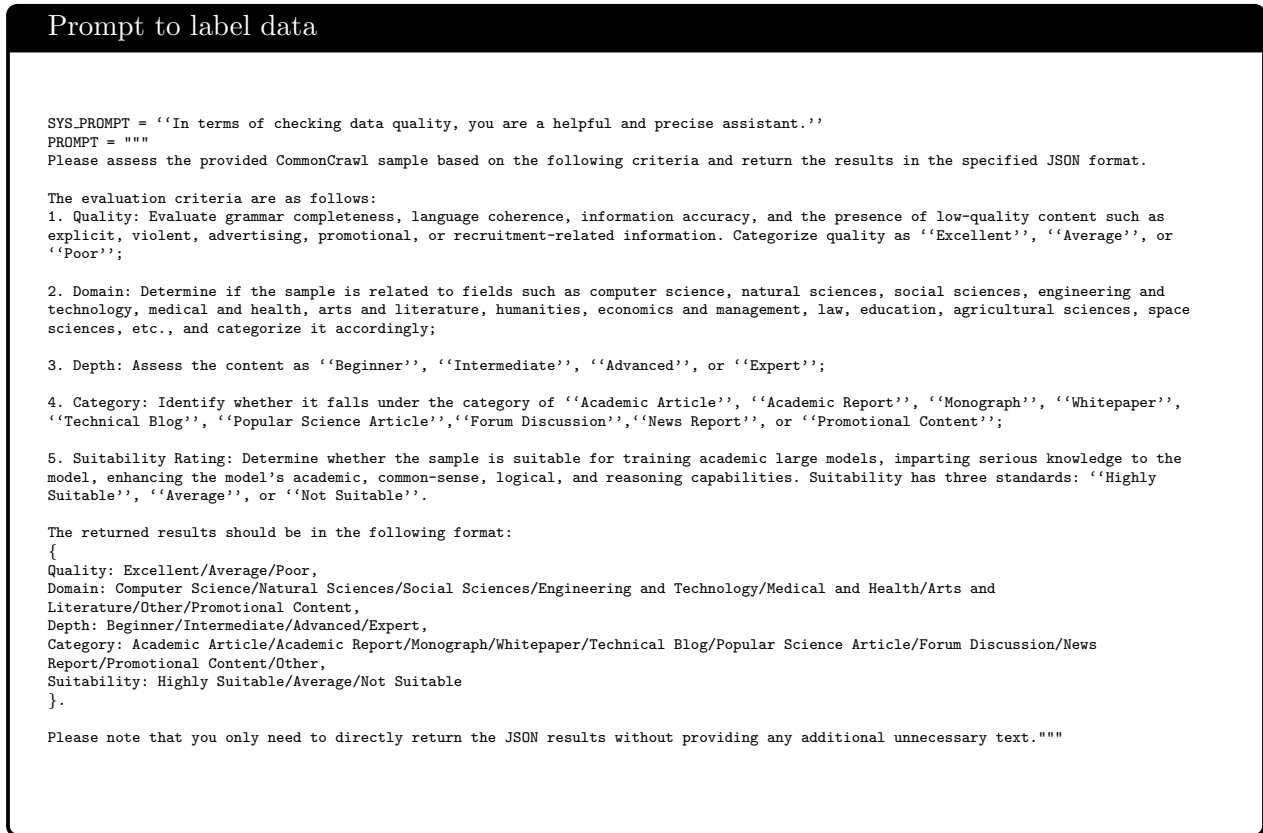 Prompt to label data
SYS_PROMPT = ‘‘In terms of checking data quality, you are a helpful and precise assistant.’’
PROMPT = """
Please assess the provided CommonCrawl sample based on the following criteria and return the results in the specified JSON format.
The evaluation criteria are as follows:
1. Quality: Evaluate grammar completeness, language coherence, information accuracy, and the presence of low-quality content such as
explicit, violent, advertising, promotional, or recruitment-related information. Categorize quality as ‘‘Excellent’’, ‘‘Average’’, or
‘‘Poor’’;
2. Domain: Determine if the sample is related to fields such as computer science, natural sciences, social sciences, engineering and
technology, medical and health, arts and literature, humanities, economics and management, law, education, agricultural sciences, space
sciences, etc., and categorize it accordingly;
3. Depth: Assess the content as ‘‘Beginner’’, ‘‘Intermediate’’, ‘‘Advanced’’, or ‘‘Expert’’;
4. Category: Identify whether it falls under the category of ‘‘Academic Article’’, ‘‘Academic Report’’, ‘‘Monograph’’, ‘‘Whitepaper’’,
‘‘Technical Blog’’, ‘‘Popular Science Article’’,‘‘Forum Discussion’’,‘‘News Report’’, or ‘‘Promotional Content’’;
5. Suitability Rating: Determine whether the sample is suitable for training academic large models, imparting serious knowledge to the
model, enhancing the model’s academic, common-sense, logical, and reasoning capabilities. Suitability has three standards: ‘‘Highly
Suitable’’, ‘‘Average’’, or ‘‘Not Suitable’’.
The returned results should be in the following format:
{
Quality: Excellent/Average/Poor,
Domain: Computer Science/Natural Sciences/Social Sciences/Engineering and Technology/Medical and Health/Arts and
Literature/Other/Promotional Content,
Depth: Beginner/Intermediate/Advanced/Expert,
Category: Academic Article/Academic Report/Monograph/Whitepaper/Technical Blog/Popular Science Article/Forum Discussion/News
Report/Promotional Content/Other,
Suitability: Highly Suitable/Average/Not Suitable
}.
Please note that you only need to directly return the JSON results without providing any additional unnecessary text."""